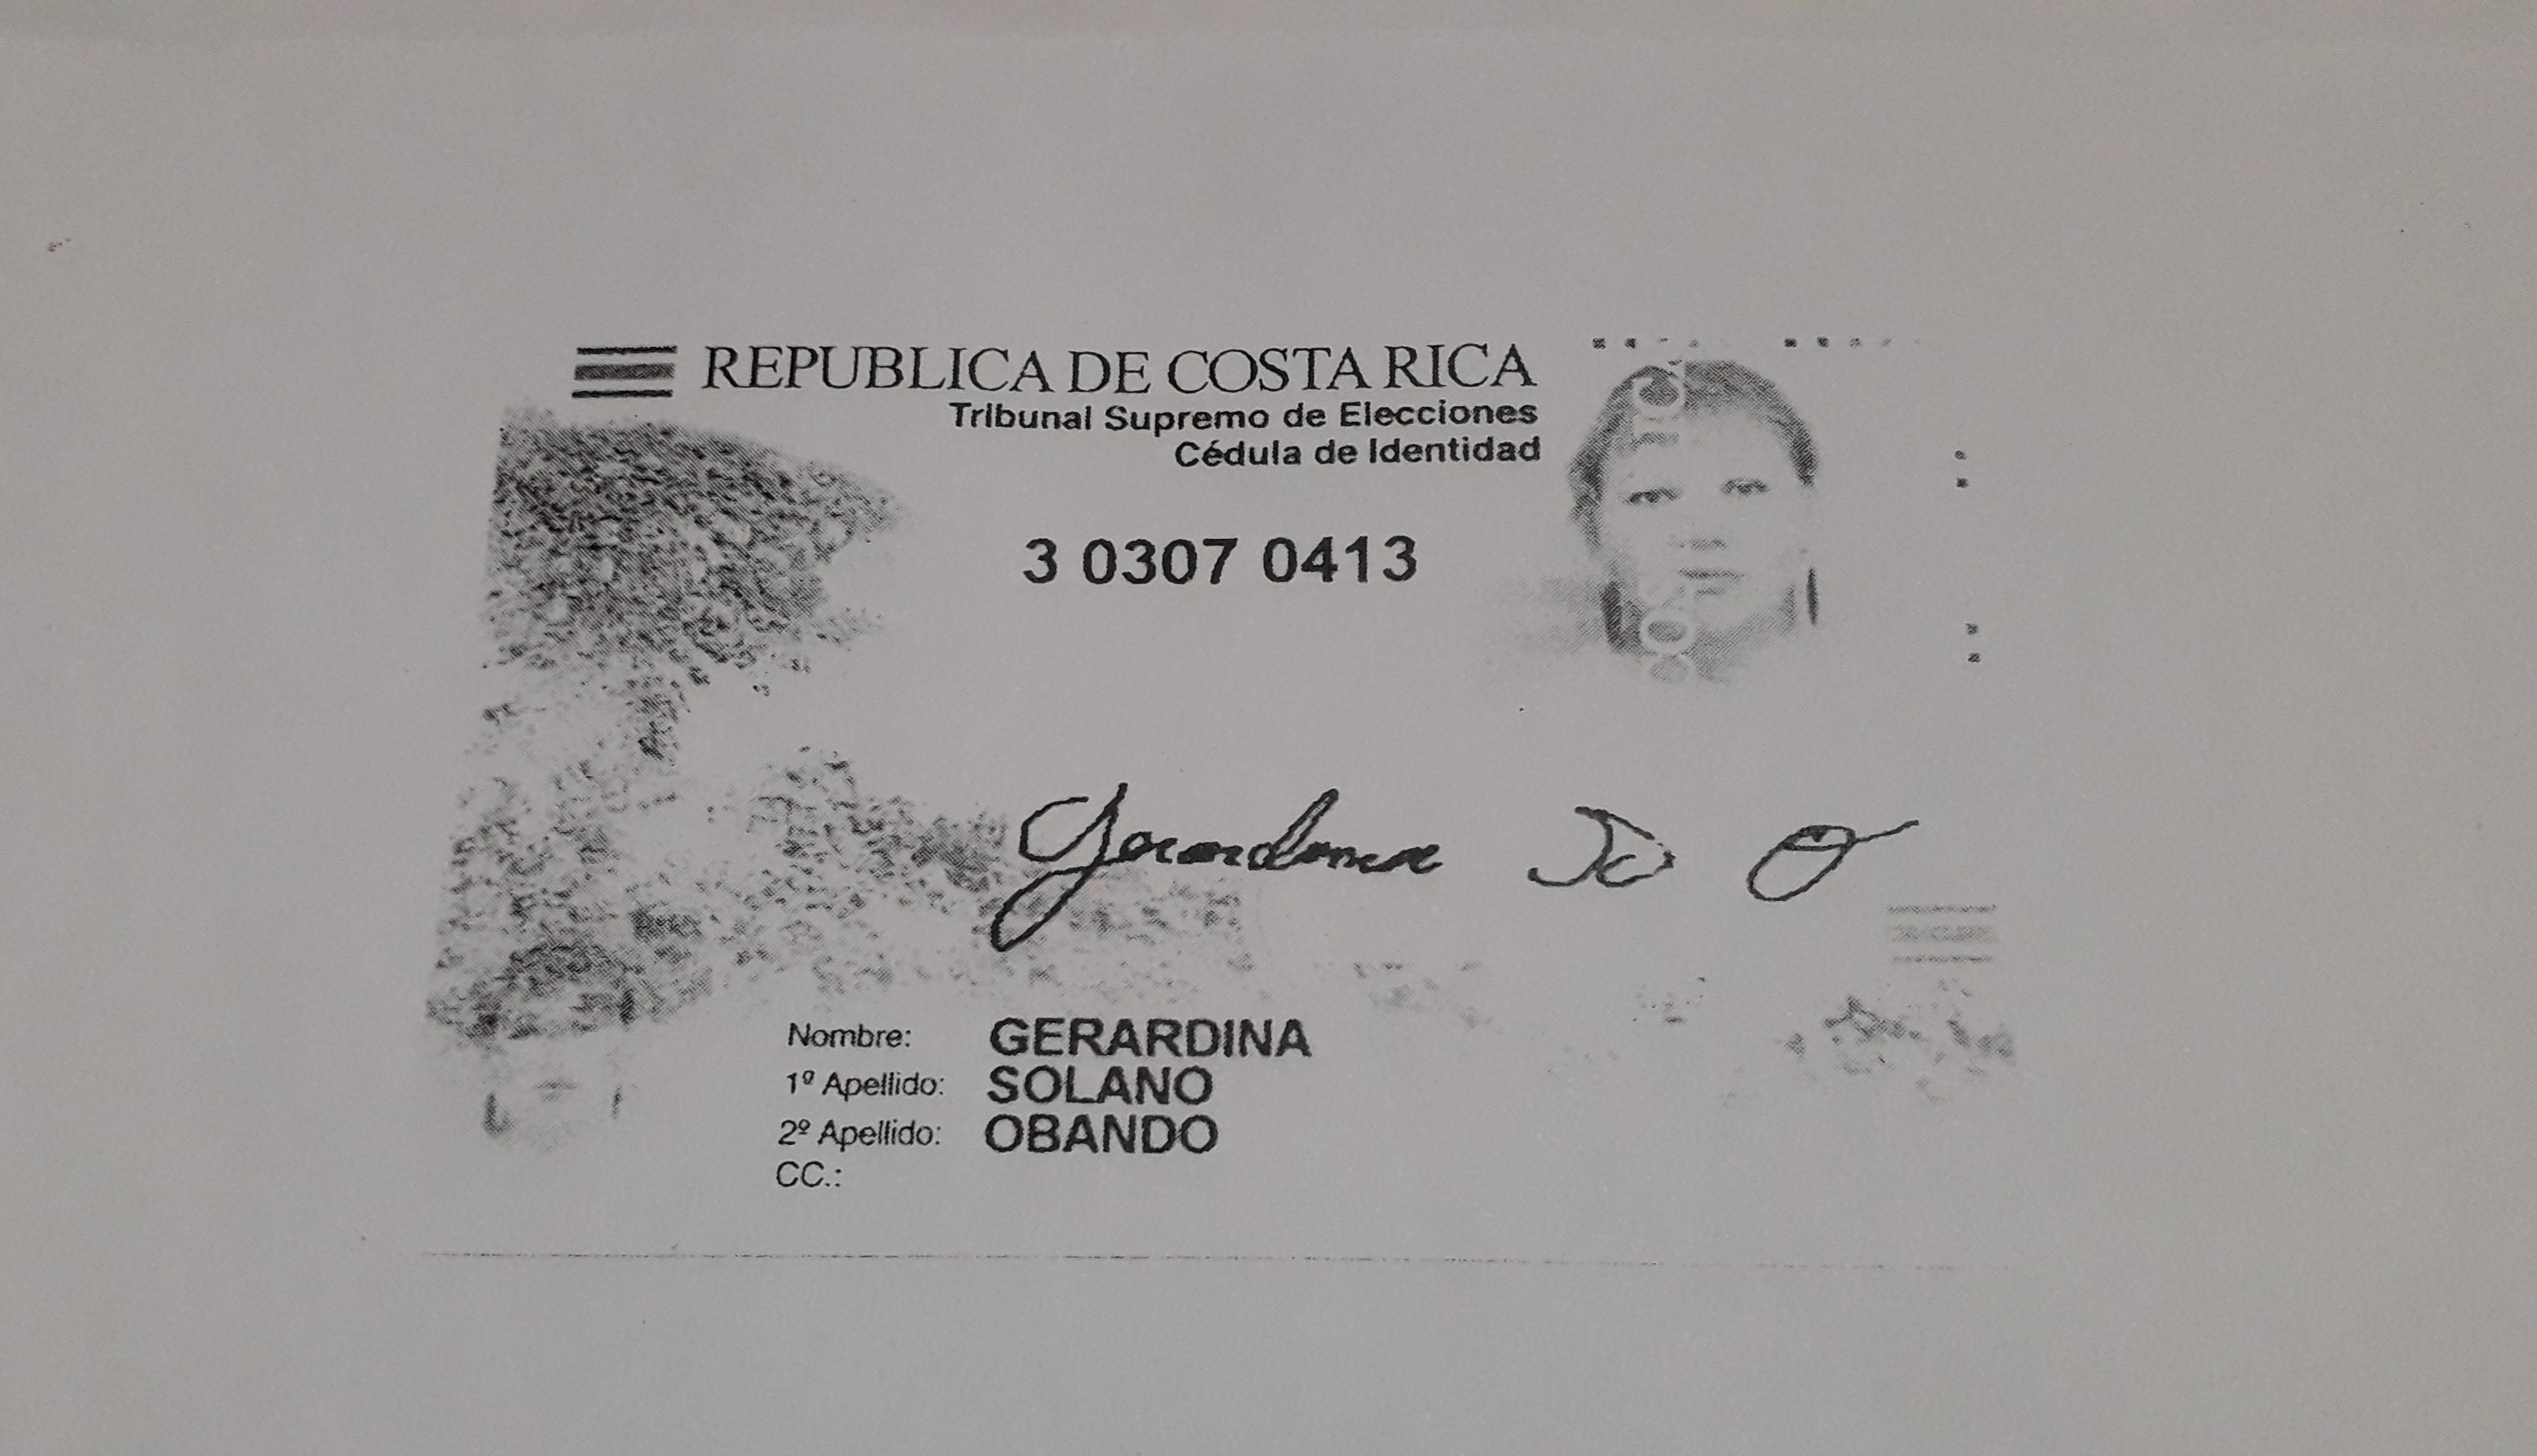 REPUBLICA DE COSTA RICA
Tribunal Supremo de Elecciones
Cédula de Identidad
3 0307 0413
Gerardina S O
Nombre: GERARDINA
1º Apellido: SOLANO
2º Apellido: OBANDO
CC.: